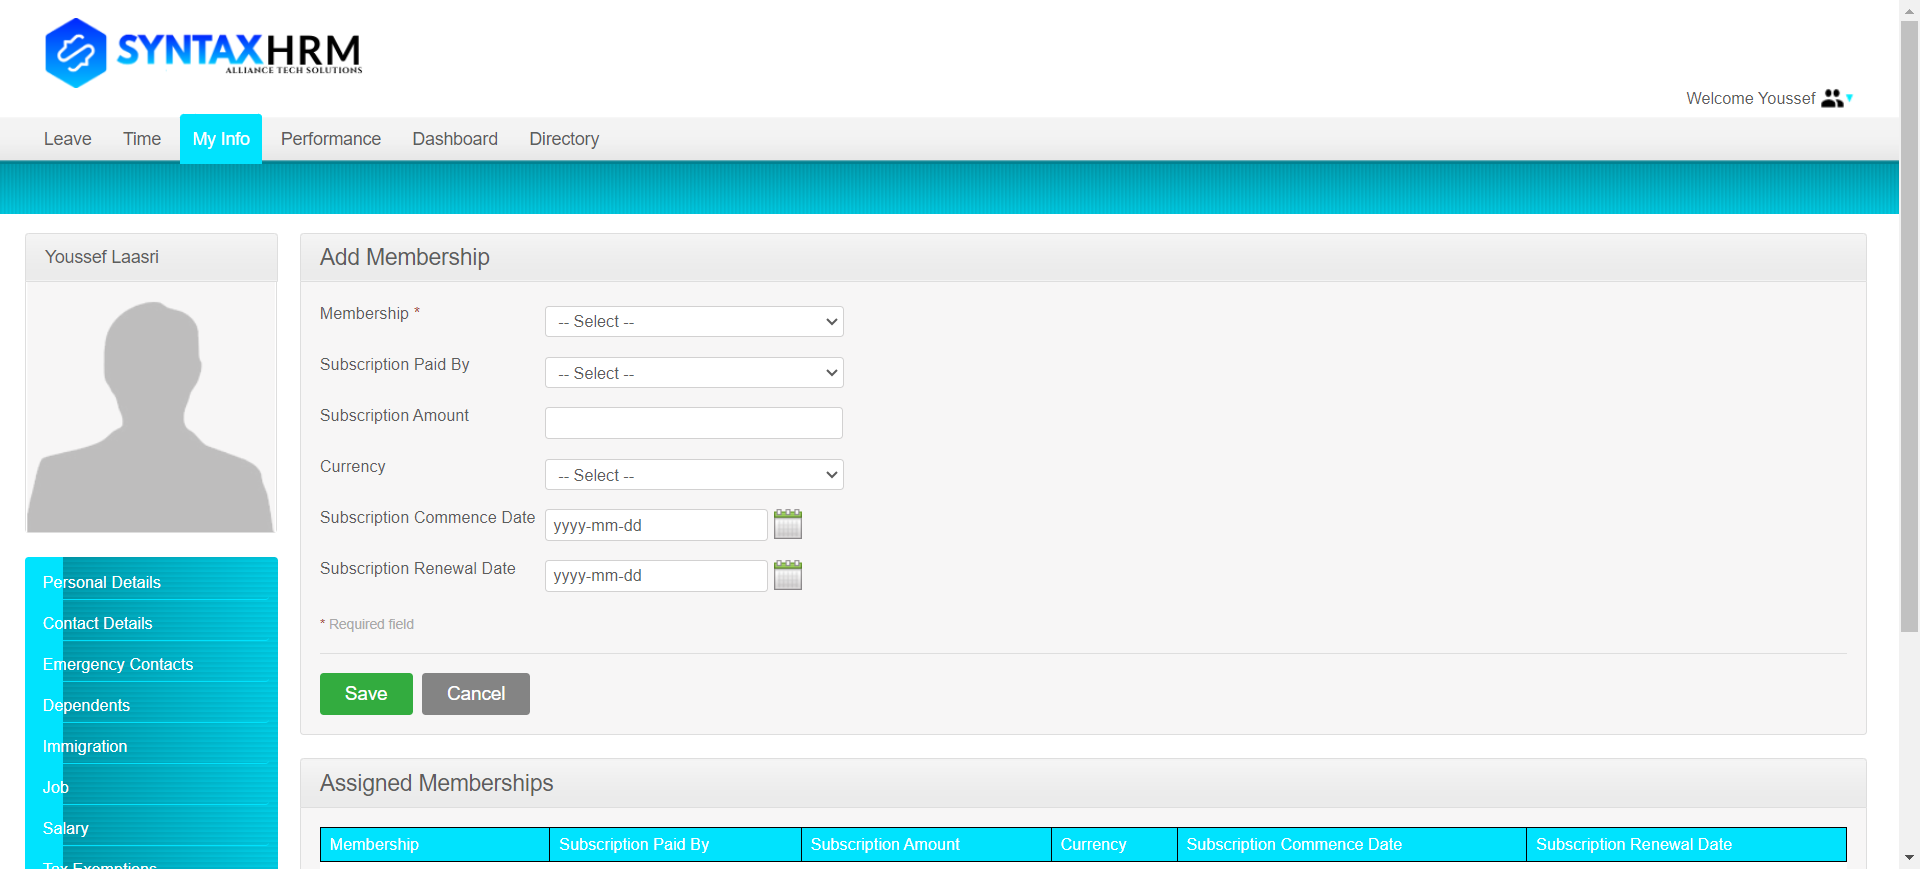 SYNTAXHRM
ALLIANCE TECH SOLUTIONS
Welcome Youssef
Leave Time My Info Performance Dashboard Directory
Youssef Laasri
Personal Details
Contact Details
Emergency Contacts
Dependents
Immigration
Job
Salary
Tax Exemptions
Add Membership
Membership *
-- Select --
Subscription Paid By
-- Select --
Subscription Amount
Currency
-- Select --
Subscription Commence Date
yyyy-mm-dd
Subscription Renewal Date
yyyy-mm-dd
* Required field
Save Cancel
Assigned Memberships
Membership Subscription Paid By Subscription Amount Currency Subscription Commence Date Subscription Renewal Date